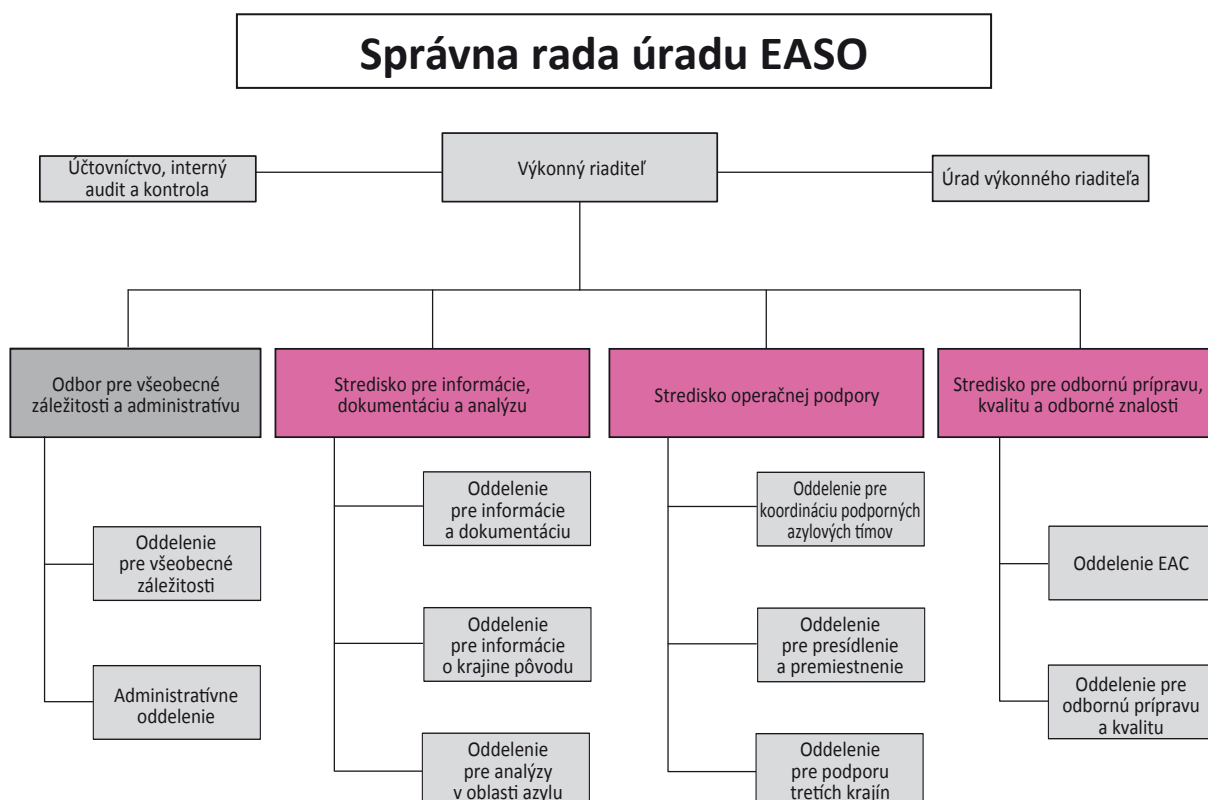 Správna rada úradu EASO
Účtovníctvo, interný
audit a kontrola
Výkonný riaditeľ
Úrad výkonného riaditeľa
Odbor pre všeobecné
záležitosti a administratívu
Stredisko pre informácie,
dokumentáciu a analýzu
Stredisko operačnej podpory
Stredisko pre odbornú prípravu,
kvalitu a odborné znalosti
Oddelenie
pre všeobecné
záležitosti
Administratívne
oddelenie
Oddelenie
pre informácie
a dokumentáciu
Oddelenie
pre informácie
o krajine pôvodu
Oddelenie
pre analýzy
v oblasti azylu
Oddelenie pre
koordináciu podporných
azylových tímov
Oddelenie
pre presídlenie
a premiestnenie
Oddelenie
pre podporu
tretích krajín
Oddelenie EAC
Oddelenie pre
odbornú prípravu
a kvalitu